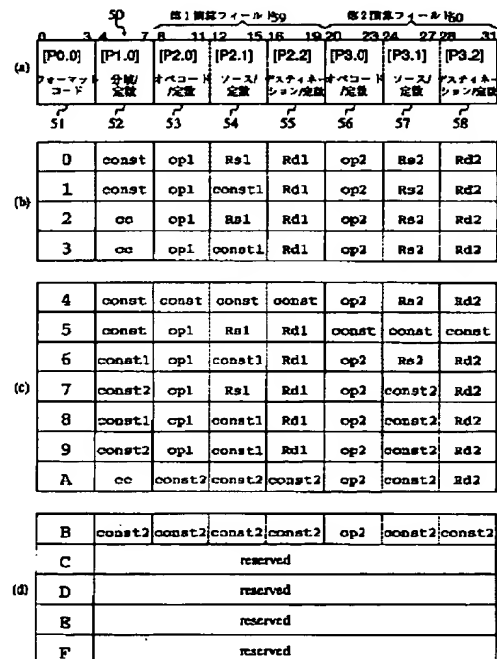 50
第1演算フィールド59 第2演算フィールド60
0 3 4 7 8 11 12 15 16 19 20 23 24 27 28 31
(a) [P0.0] [P1.0] [P2.0] [P2.1] [P2.2] [P3.0] [P3.1] [P3.2]
フォーマット オペコード ソース/ デスティネー オペコード ソース/ デスティネー
コード 定数 /定数 定数 ション/定数 /定数 定数 ション/定数
51 52 53 54 55 56 57 58
0 const op1 Rs1 Rd1 op2 Rs2 Rd2
1 const op1 const1 Rd1 op2 Rs2 Rd2
(b)
2 cc op1 Rs1 Rd1 op2 Rs2 Rd2
3 cc op1 const1 Rd1 op2 Rs2 Rd2
4 const const const const op2 Rs2 Rd2
5 const op1 Rs1 Rd1 const const const
6 const1 op1 const1 Rd1 op2 Rs2 Rd2
(c) 7 const2 op1 Rs1 Rd1 op2 const2 Rd2
8 const1 op1 const1 Rd1 op2 const2 Rd2
9 const2 op1 const1 Rd1 op2 const2 Rd2
A cc const2 const2 const2 op2 const2 Rd2
B const2 const2 const2 const2 op2 const2 const2
C reserved
(d) D reserved
E reserved
F reserved